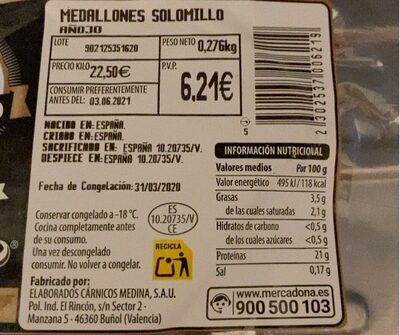 MEDALLONES SOLOMILLO
AÑOJO
LOTE 902125351620 PESO NETO 0,276kg
PRECIO KILO 22,50€ P.V.P. 6,21€
CONSUMIR PREFERENTEMENTE
ANTES DEL: 03.06.2021
5
2302537006219
NACIDO EN:ESPAÑA.
CRIADO EN:ESPAÑA.
SACRIFICADO EN: ESPAÑA 10.20735/V.
DESPIECE EN:ESPAÑA 10.20735/V.
Fecha de Congelación: 31/03/2020
Conservar congelado a -18 °C.
Cocina completamente antes
de su consumo.
Una vez descongelado
consumir. No volver a congelar.
ES
10.20735/V
CE
RECICLA
Fabricado por:
ELABORADOS CÁRNICOS MEDINA, S.A.U.
Pol. Ind. El Rincón, s/n Sector 2 -
Manzana 5 - 46360 Buñol (Valencia)
INFORMACIÓN NUTRICIONAL
Valores medios Por 100 g
Valor energético 495 kJ/118 kcal
Grasas 3,5 g
de las cuales saturadas 2,1 g
Hidratos de carbono <0,5 g
de los cuales azúcares <0,5 g
Proteínas 21 g
Sal 0,17 g
www.mercadona.es
900 500 103